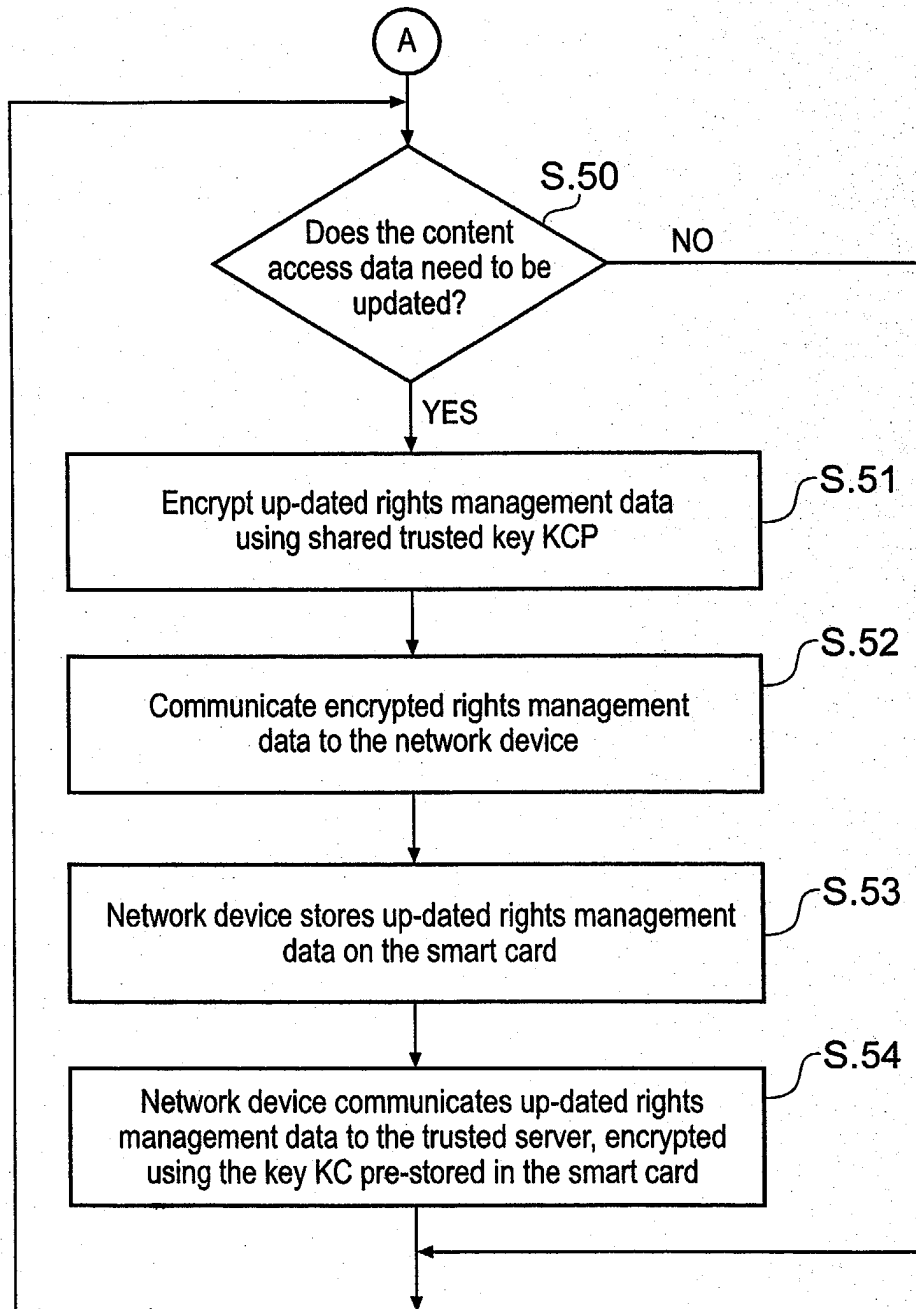 A
S.50
Does the content
access data need to be
updated?
NO
YES
S.51
Encrypt up-dated rights management data
using shared trusted key KCP
S.52
Communicate encrypted rights management
data to the network device
S.53
Network device stores up-dated rights management
data on the smart card
S.54
Network device communicates up-dated rights
management data to the trusted server, encrypted
using the key KC pre-stored in the smart card